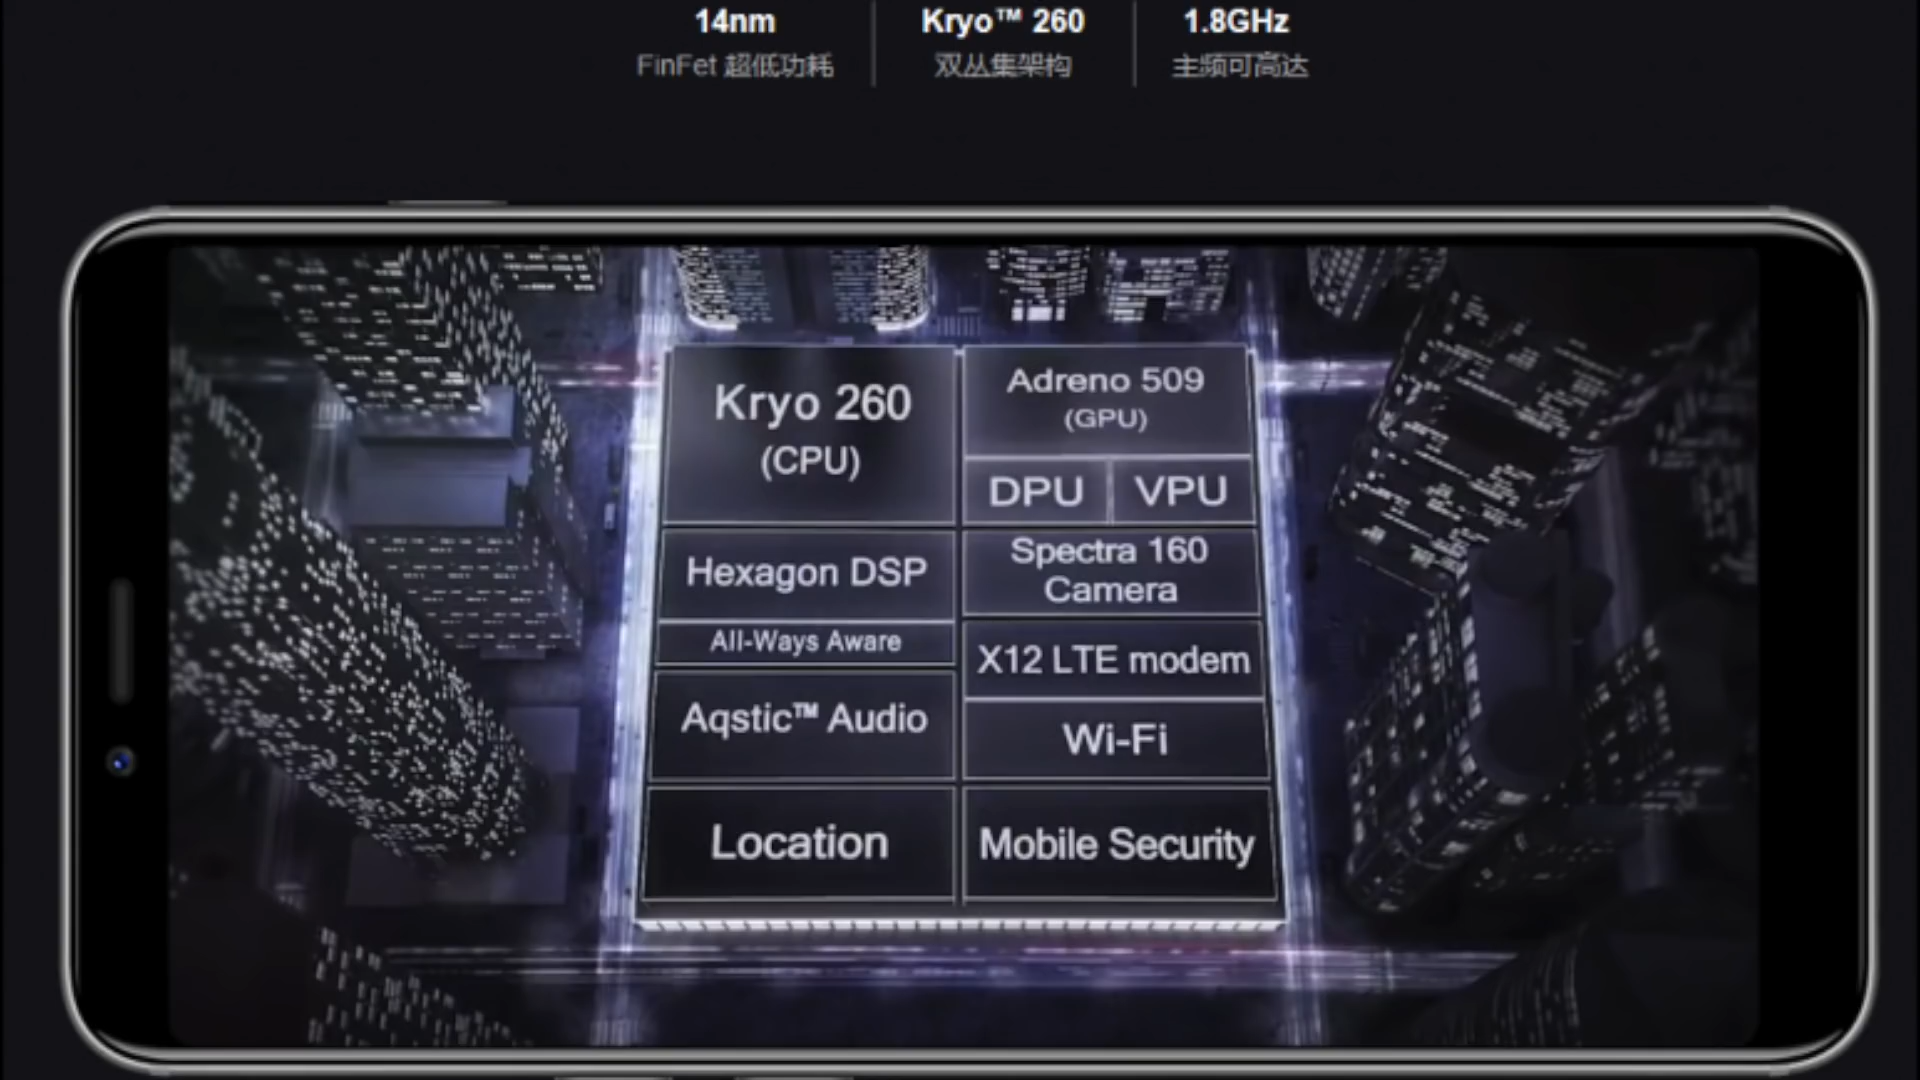 14nm
Kryo™ 260
1.8GHz
FinFet 超低功耗
双丛集架构
主频可高达
Kryo 260
(CPU)
Adreno 509
(GPU)
DPU
VPU
Hexagon DSP
Spectra 160
Camera
All-Ways Aware
X12 LTE modem
Aqstic™ Audio
Wi-Fi
Location
Mobile Security